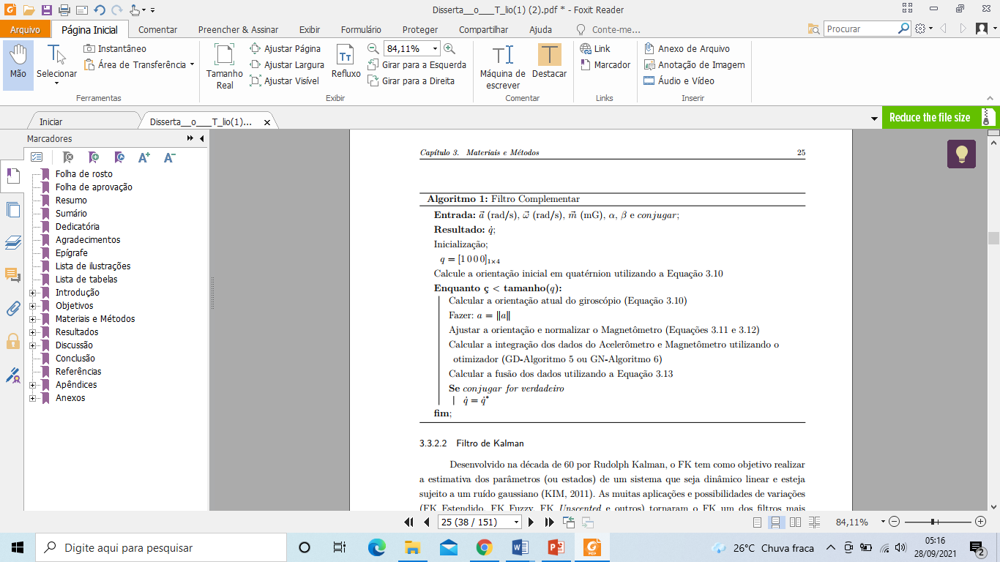 Disserta__o___T_lio(1) (2).pdf * - Foxit Reader
Arquivo Página Inicial Comentar Preencher & Assinar Exibir Formulário Proteger Compartilhar Ajuda Conte-me... Procurar
Mão
Selecionar
Instantâneo
Área de Transferência
Ferramentas
Tamanho Real
Ajustar Página
Ajustar Largura
Ajustar Visível
Refluxo
84,11%
Girar para a Esquerda
Girar para a Direita
Exibir
Máquina de escrever
Destacar
Comentar
Link
Marcador
Links
Anexo de Arquivo
Anotação de Imagem
Áudio e Vídeo
Inserir
Iniciar
Disserta__o___T_lio(1)...
Reduce the file size
Marcadores
Folha de rosto
Folha de aprovação
Resumo
Sumário
Dedicatória
Agradecimentos
Epígrafe
Lista de ilustrações
Lista de tabelas
Introdução
Objetivos
Materiais e Métodos
Resultados
Discussão
Conclusão
Referências
Apêndices
Anexos
Capítulo 3. Materiais e Métodos 25
Algoritmo 1: Filtro Complementar
Entrada: a⃗ (rad/s), ω⃗ (rad/s), m⃗ (mG), α, β e conjugar;
Resultado: q̇;
Inicialização;
q = [1 0 0 0]₁ₓ₄
Calcule a orientação inicial em quatérnion utilizando a Equação 3.10
Enquanto ç < tamanho(q):
Calcular a orientação atual do giroscópio (Equação 3.10)
Fazer: a = ‖a‖
Ajustar a orientação e normalizar o Magnetômetro (Equações 3.11 e 3.12)
Calcular a integração dos dados do Acelerômetro e Magnetômetro utilizando o
otimizador (GD-Algoritmo 5 ou GN-Algoritmo 6)
Calcular a fusão dos dados utilizando a Equação 3.13
Se conjugar for verdadeiro
q̇ = q̇*
fim;
3.3.2.2 Filtro de Kalman
Desenvolvido na década de 60 por Rudolph Kalman, o FK tem como objetivo realizar
a estimativa dos parâmetros (ou estados) de um sistema que seja dinâmico linear e esteja
sujeito a um ruído gaussiano (KIM, 2011). As muitas aplicações e possibilidades de variações
(FK Estendido, FK Fuzzy, FK Unscented e outros) tornaram o FK um dos filtros mais
25 (38 / 151)
84,11%
Digite aqui para pesquisar
26°C Chuva fraca
05:16
28/09/2021
2